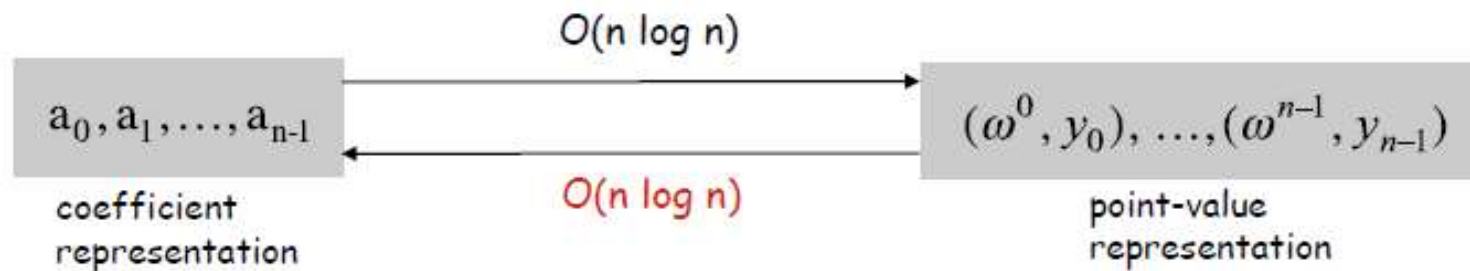 O(n log n)
a₀, a₁, ..., aₙ₋₁
(ω⁰, y₀), ..., (ωⁿ⁻¹, yₙ₋₁)
O(n log n)
coefficient
representation
point-value
representation